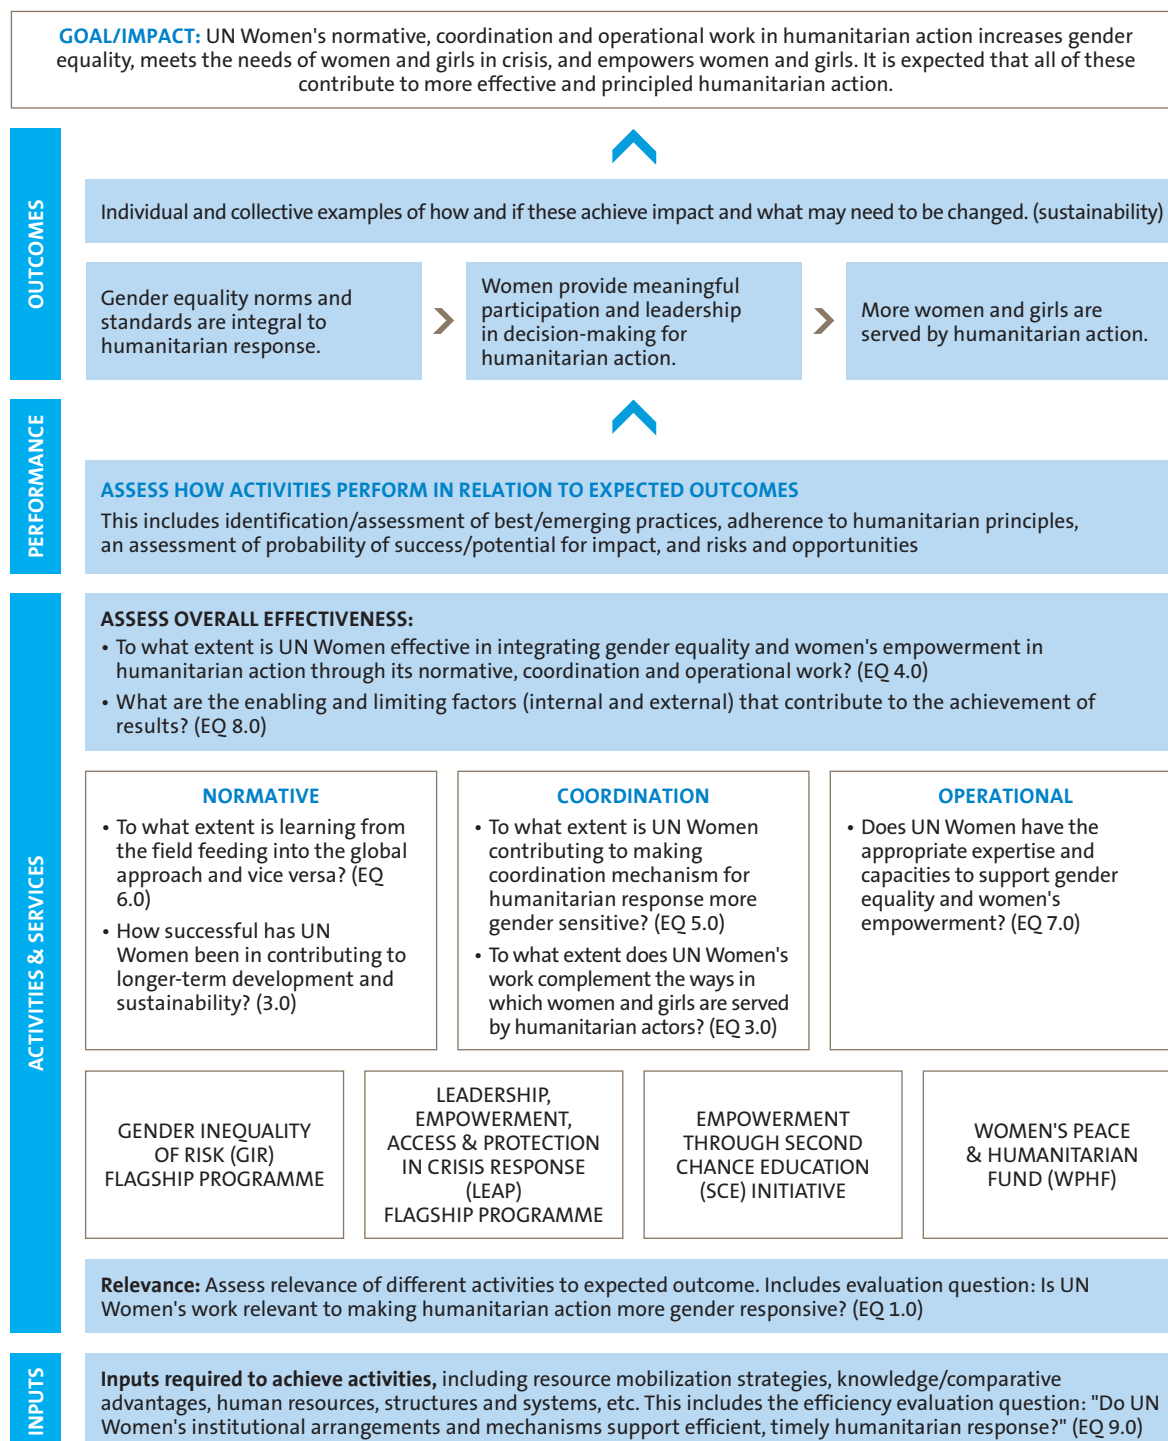 GOAL/IMPACT: UN Women's normative, coordination and operational work in humanitarian action increases gender
equality, meets the needs of women and girls in crisis, and empowers women and girls. It is expected that all of these
contribute to more effective and principled humanitarian action.
OUTCOMES
Individual and collective examples of how and if these achieve impact and what may need to be changed. (sustainability)
Gender equality norms and
standards are integral to
humanitarian response.
Women provide meaningful
participation and leadership
in decision-making for
humanitarian action.
More women and girls are
served by humanitarian action.
PERFORMANCE
ASSESS HOW ACTIVITIES PERFORM IN RELATION TO EXPECTED OUTCOMES
This includes identification/assessment of best/emerging practices, adherence to humanitarian principles,
an assessment of probability of success/potential for impact, and risks and opportunities
ACTIVITIES & SERVICES
ASSESS OVERALL EFFECTIVENESS:
• To what extent is UN Women effective in integrating gender equality and women's empowerment in
humanitarian action through its normative, coordination and operational work? (EQ 4.0)
• What are the enabling and limiting factors (internal and external) that contribute to the achievement of
results? (EQ 8.0)
NORMATIVE
• To what extent is learning from
the field feeding into the global
approach and vice versa? (EQ
6.0)
• How successful has UN
Women been in contributing to
longer-term development and
sustainability? (3.0)
COORDINATION
• To what extent is UN Women
contributing to making
coordination mechanism for
humanitarian response more
gender sensitive? (EQ 5.0)
• To what extent does UN Women's
work complement the ways in
which women and girls are served
by humanitarian actors? (EQ 3.0)
OPERATIONAL
• Does UN Women have the
appropriate expertise and
capacities to support gender
equality and women's
empowerment? (EQ 7.0)
GENDER INEQUALITY
OF RISK (GIR)
FLAGSHIP PROGRAMME
LEADERSHIP,
EMPOWERMENT,
ACCESS & PROTECTION
IN CRISIS RESPONSE
(LEAP)
FLAGSHIP PROGRAMME
EMPOWERMENT
THROUGH SECOND
CHANCE EDUCATION
(SCE) INITIATIVE
WOMEN'S PEACE
& HUMANITARIAN
FUND (WPHF)
Relevance: Assess relevance of different activities to expected outcome. Includes evaluation question: Is UN
Women's work relevant to making humanitarian action more gender responsive? (EQ 1.0)
INPUTS
Inputs required to achieve activities, including resource mobilization strategies, knowledge/comparative
advantages, human resources, structures and systems, etc. This includes the efficiency evaluation question: "Do UN
Women's institutional arrangements and mechanisms support efficient, timely humanitarian response?" (EQ 9.0)